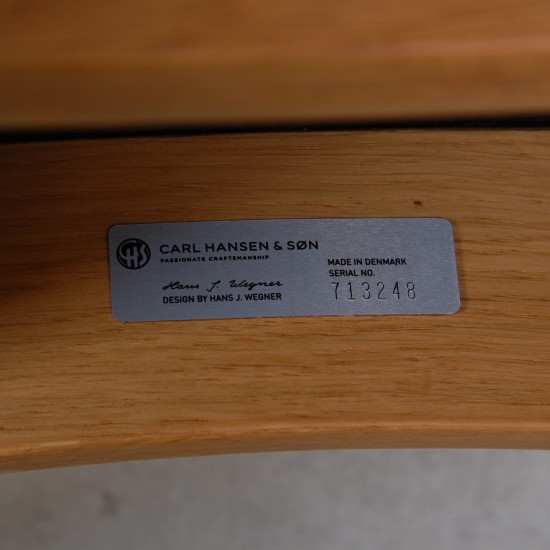 CHS
CARL HANSEN & SØN
PASSIONATE CRAFTSMANSHIP
Hans J. Wegner
DESIGN BY HANS J. WEGNER
MADE IN DENMARK
SERIAL NO.
713248